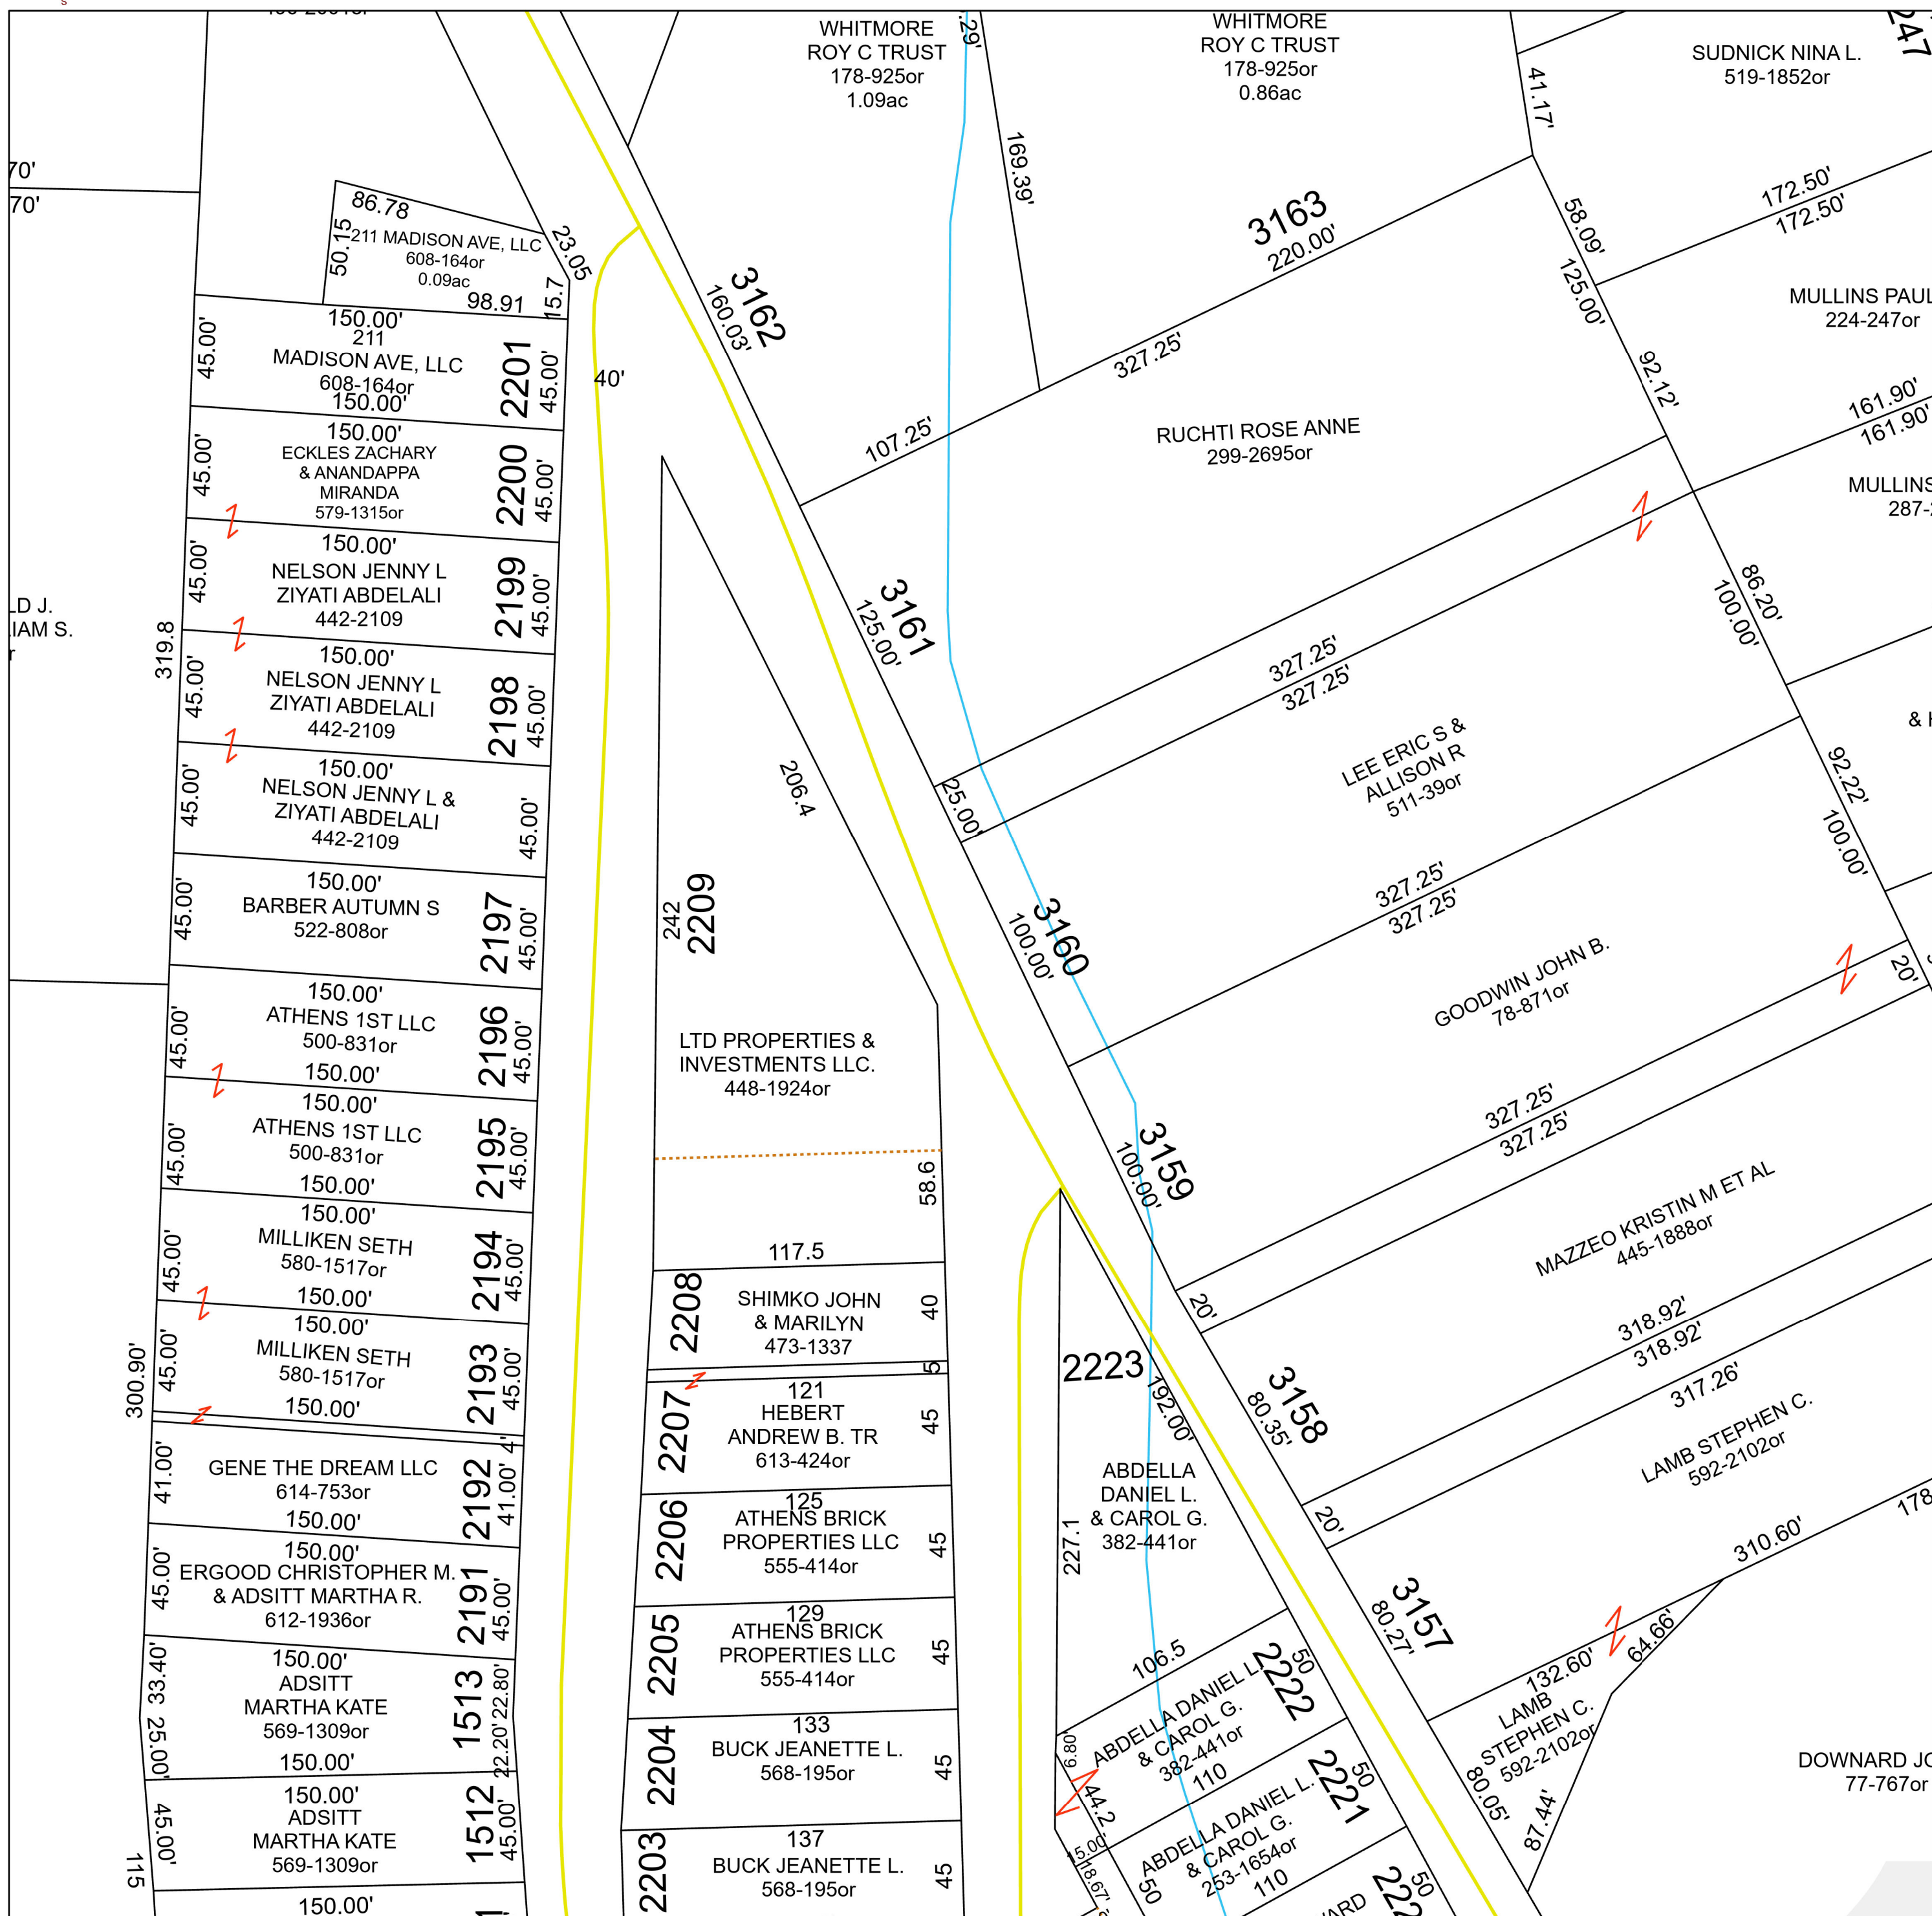 WHITMORE
ROY C TRUST
178-925or
1.09ac
WHITMORE
ROY C TRUST
178-925or
0.86ac
SUDNICK NINA L.
519-1852or
41.17'
169.39'
3163
220.00'
58.09'
125.00'
172.50'
172.50'
70'
70'
86.78
50.15
211 MADISON AVE, LLC
608-164or
0.09ac
98.91
15.7
23.05
3162
160.03'
40'
MULLINS PAUL
224-247or
327.25'
107.25'
RUCHTI ROSE ANNE
299-2695or
92.12'
161.90'
161.90'
MULLINS
150.00'
211
MADISON AVE, LLC
608-164or
150.00'
45.00'
2201
45.00'
150.00'
ECKLES ZACHARY
& ANANDAPPA
MIRANDA
579-1315or
45.00'
2200
45.00'
150.00'
NELSON JENNY L
ZIYATI ABDELALI
442-2109
45.00'
2199
45.00'
319.8
150.00'
NELSON JENNY L
ZIYATI ABDELALI
442-2109
45.00'
2198
45.00'
150.00'
NELSON JENNY L &
ZIYATI ABDELALI
442-2109
45.00'
45.00'
150.00'
BARBER AUTUMN S
522-808or
45.00'
2197
45.00'
150.00'
ATHENS 1ST LLC
500-831or
150.00'
45.00'
2196
45.00'
150.00'
ATHENS 1ST LLC
500-831or
150.00'
45.00'
2195
45.00'
150.00'
MILLIKEN SETH
580-1517or
150.00'
45.00'
2194
45.00'
150.00'
MILLIKEN SETH
580-1517or
150.00'
45.00'
2193
45.00'
300.90'
4'
GENE THE DREAM LLC
614-753or
150.00'
41.00'
2192
41.00'
150.00'
ERGOOD CHRISTOPHER M.
& ADSITT MARTHA R.
612-1936or
45.00'
2191
45.00'
150.00'
ADSITT
MARTHA KATE
569-1309or
150.00'
33.40'
25.00'
1513
22.80'
22.20'
150.00'
ADSITT
MARTHA KATE
569-1309or
45.00'
1512
45.00'
115
150.00'
LD J.
IAM S.
206.4
242
2209
LTD PROPERTIES &
INVESTMENTS LLC.
448-1924or
58.6
117.5
2208
SHIMKO JOHN
& MARILYN
473-1337
40
5
121
2207
HEBERT
ANDREW B. TR
613-424or
45
125
2206
ATHENS BRICK
PROPERTIES LLC
555-414or
45
129
2205
ATHENS BRICK
PROPERTIES LLC
555-414or
45
133
2204
BUCK JEANETTE L.
568-195or
45
137
2203
BUCK JEANETTE L.
568-195or
45
3161
125.00'
25.00'
327.25'
327.25'
86.20'
100.00'
LEE ERIC S &
ALLISON R
511-39or
3160
100.00'
327.25'
327.25'
92.22'
100.00'
GOODWIN JOHN B.
78-871or
20'
3159
100.00'
327.25'
327.25'
20'
MAZZEO KRISTIN M ET AL
445-1888or
318.92'
318.92'
3158
80.35'
20'
317.26'
LAMB STEPHEN C.
592-2102or
310.60'
178
3157
80.27'
132.60'
64.66'
LAMB
STEPHEN C.
592-2102or
80.05'
87.44'
DOWNARD JO
77-767or
2223
192.00'
ABDELLA
DANIEL L.
& CAROL G.
382-441or
227.1
106.5
ABDELLA DANIEL L.
& CAROL G.
382-441or
110
2222
50
6.80'
44.2
ABDELLA DANIEL L.
& CAROL G.
253-1654or
110
2221
50
15.00'
18.67'
50
50